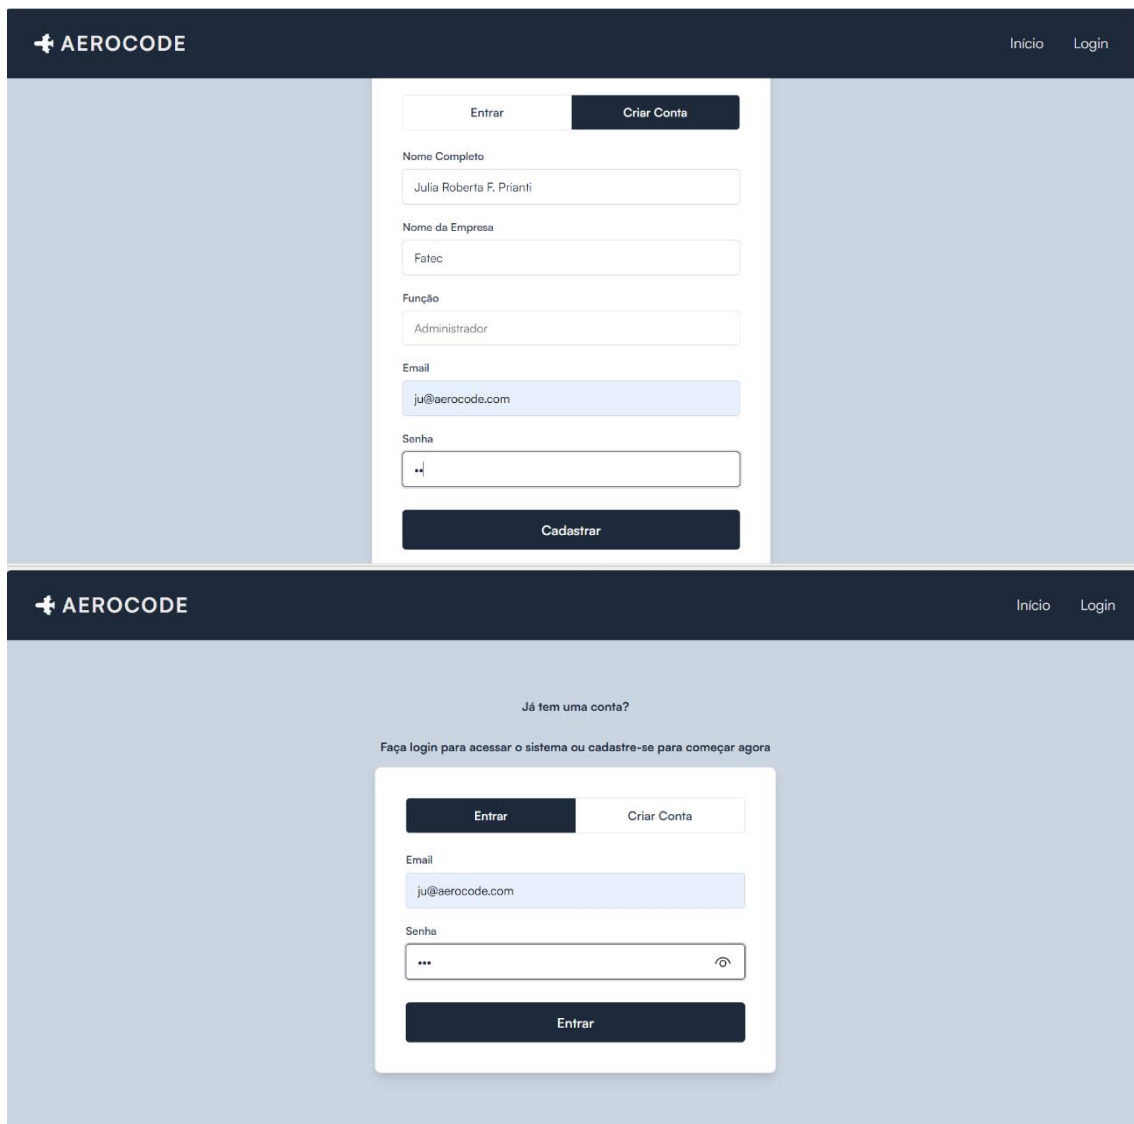 AEROCODE
Início Login
Entrar Criar Conta
Nome Completo
Julia Roberta F. Prianti
Nome da Empresa
Fatec
Função
Administrador
Email
ju@aerocode.com
Senha
••
Cadastrar
AEROCODE
Início Login
Já tem uma conta?
Faça login para acessar o sistema ou cadastre-se para começar agora
Entrar Criar Conta
Email
ju@aerocode.com
Senha
•••
Entrar